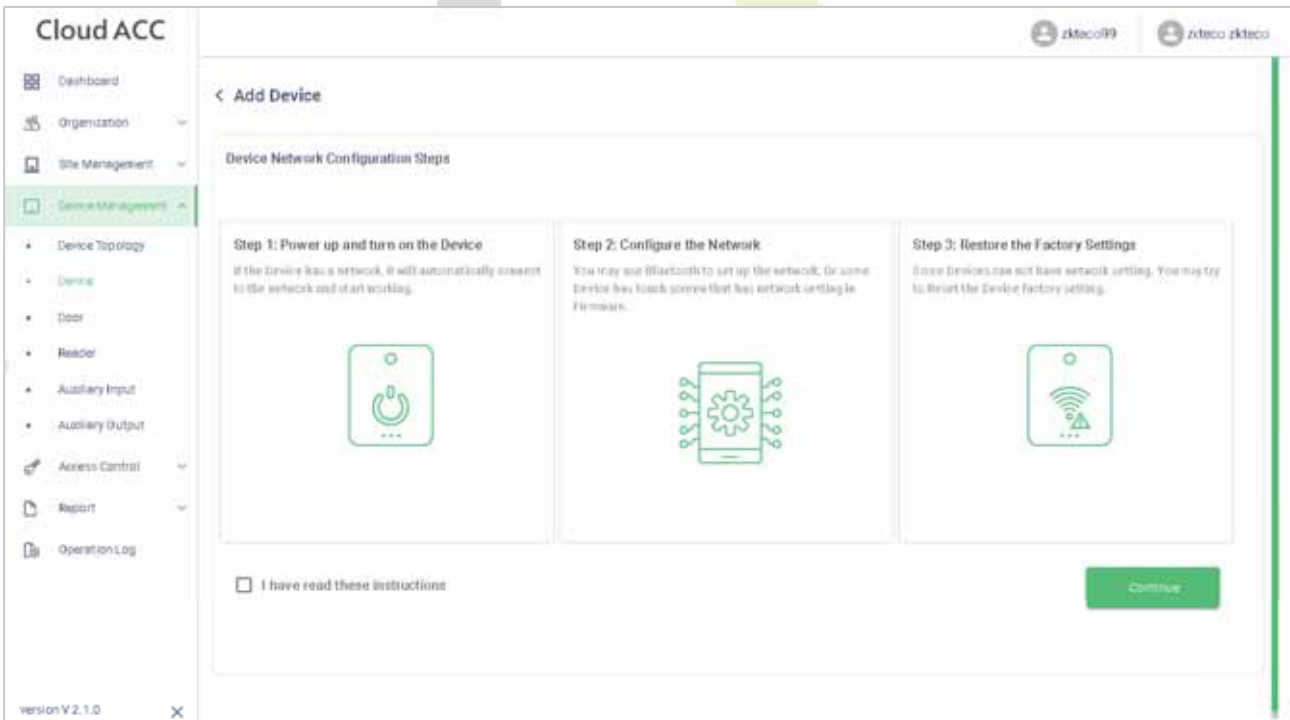 Cloud ACC
zkteco99
zkteco zkteco
Dashboard
Organization
Site Management
Device Management
Device Topology
Device
Door
Reader
Auxiliary Input
Auxiliary Output
Access Control
Report
Operation Log
version V 2.1.0
< Add Device
Device Network Configuration Steps
Step 1: Power up and turn on the Device
If the Device has a network, it will automatically connect
to the network and start working.
Step 2: Configure the Network
You may use Bluetooth to set up the network, Or some
Device has touch screen that has network setting in
Firmware.
Step 3: Restore the Factory Settings
Some Devices can not have network setting. You may try
to Reset the Device factory setting.
I have read these instructions
Continue